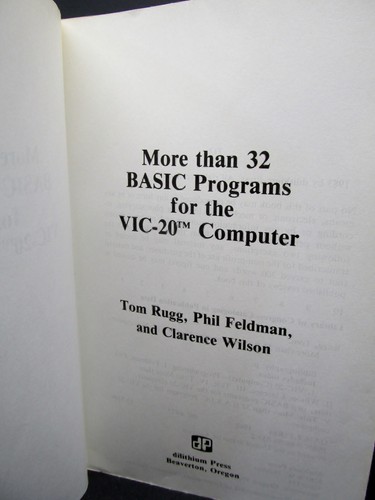 More than 32
BASIC Programs
for the
VIC-20™ Computer
Tom Rugg, Phil Feldman,
and Clarence Wilson
dp
dilithium Press
Beaverton, Oregon